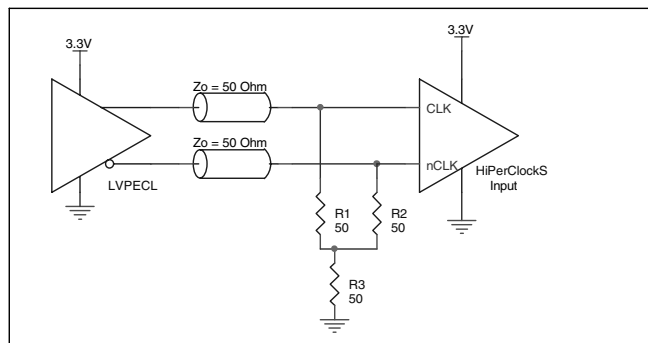 3.3V
3.3V
Zo = 50 Ohm
CLK
Zo = 50 Ohm
nCLK
HiPerClockS
Input
LVPECL
R1
50
R2
50
R3
50